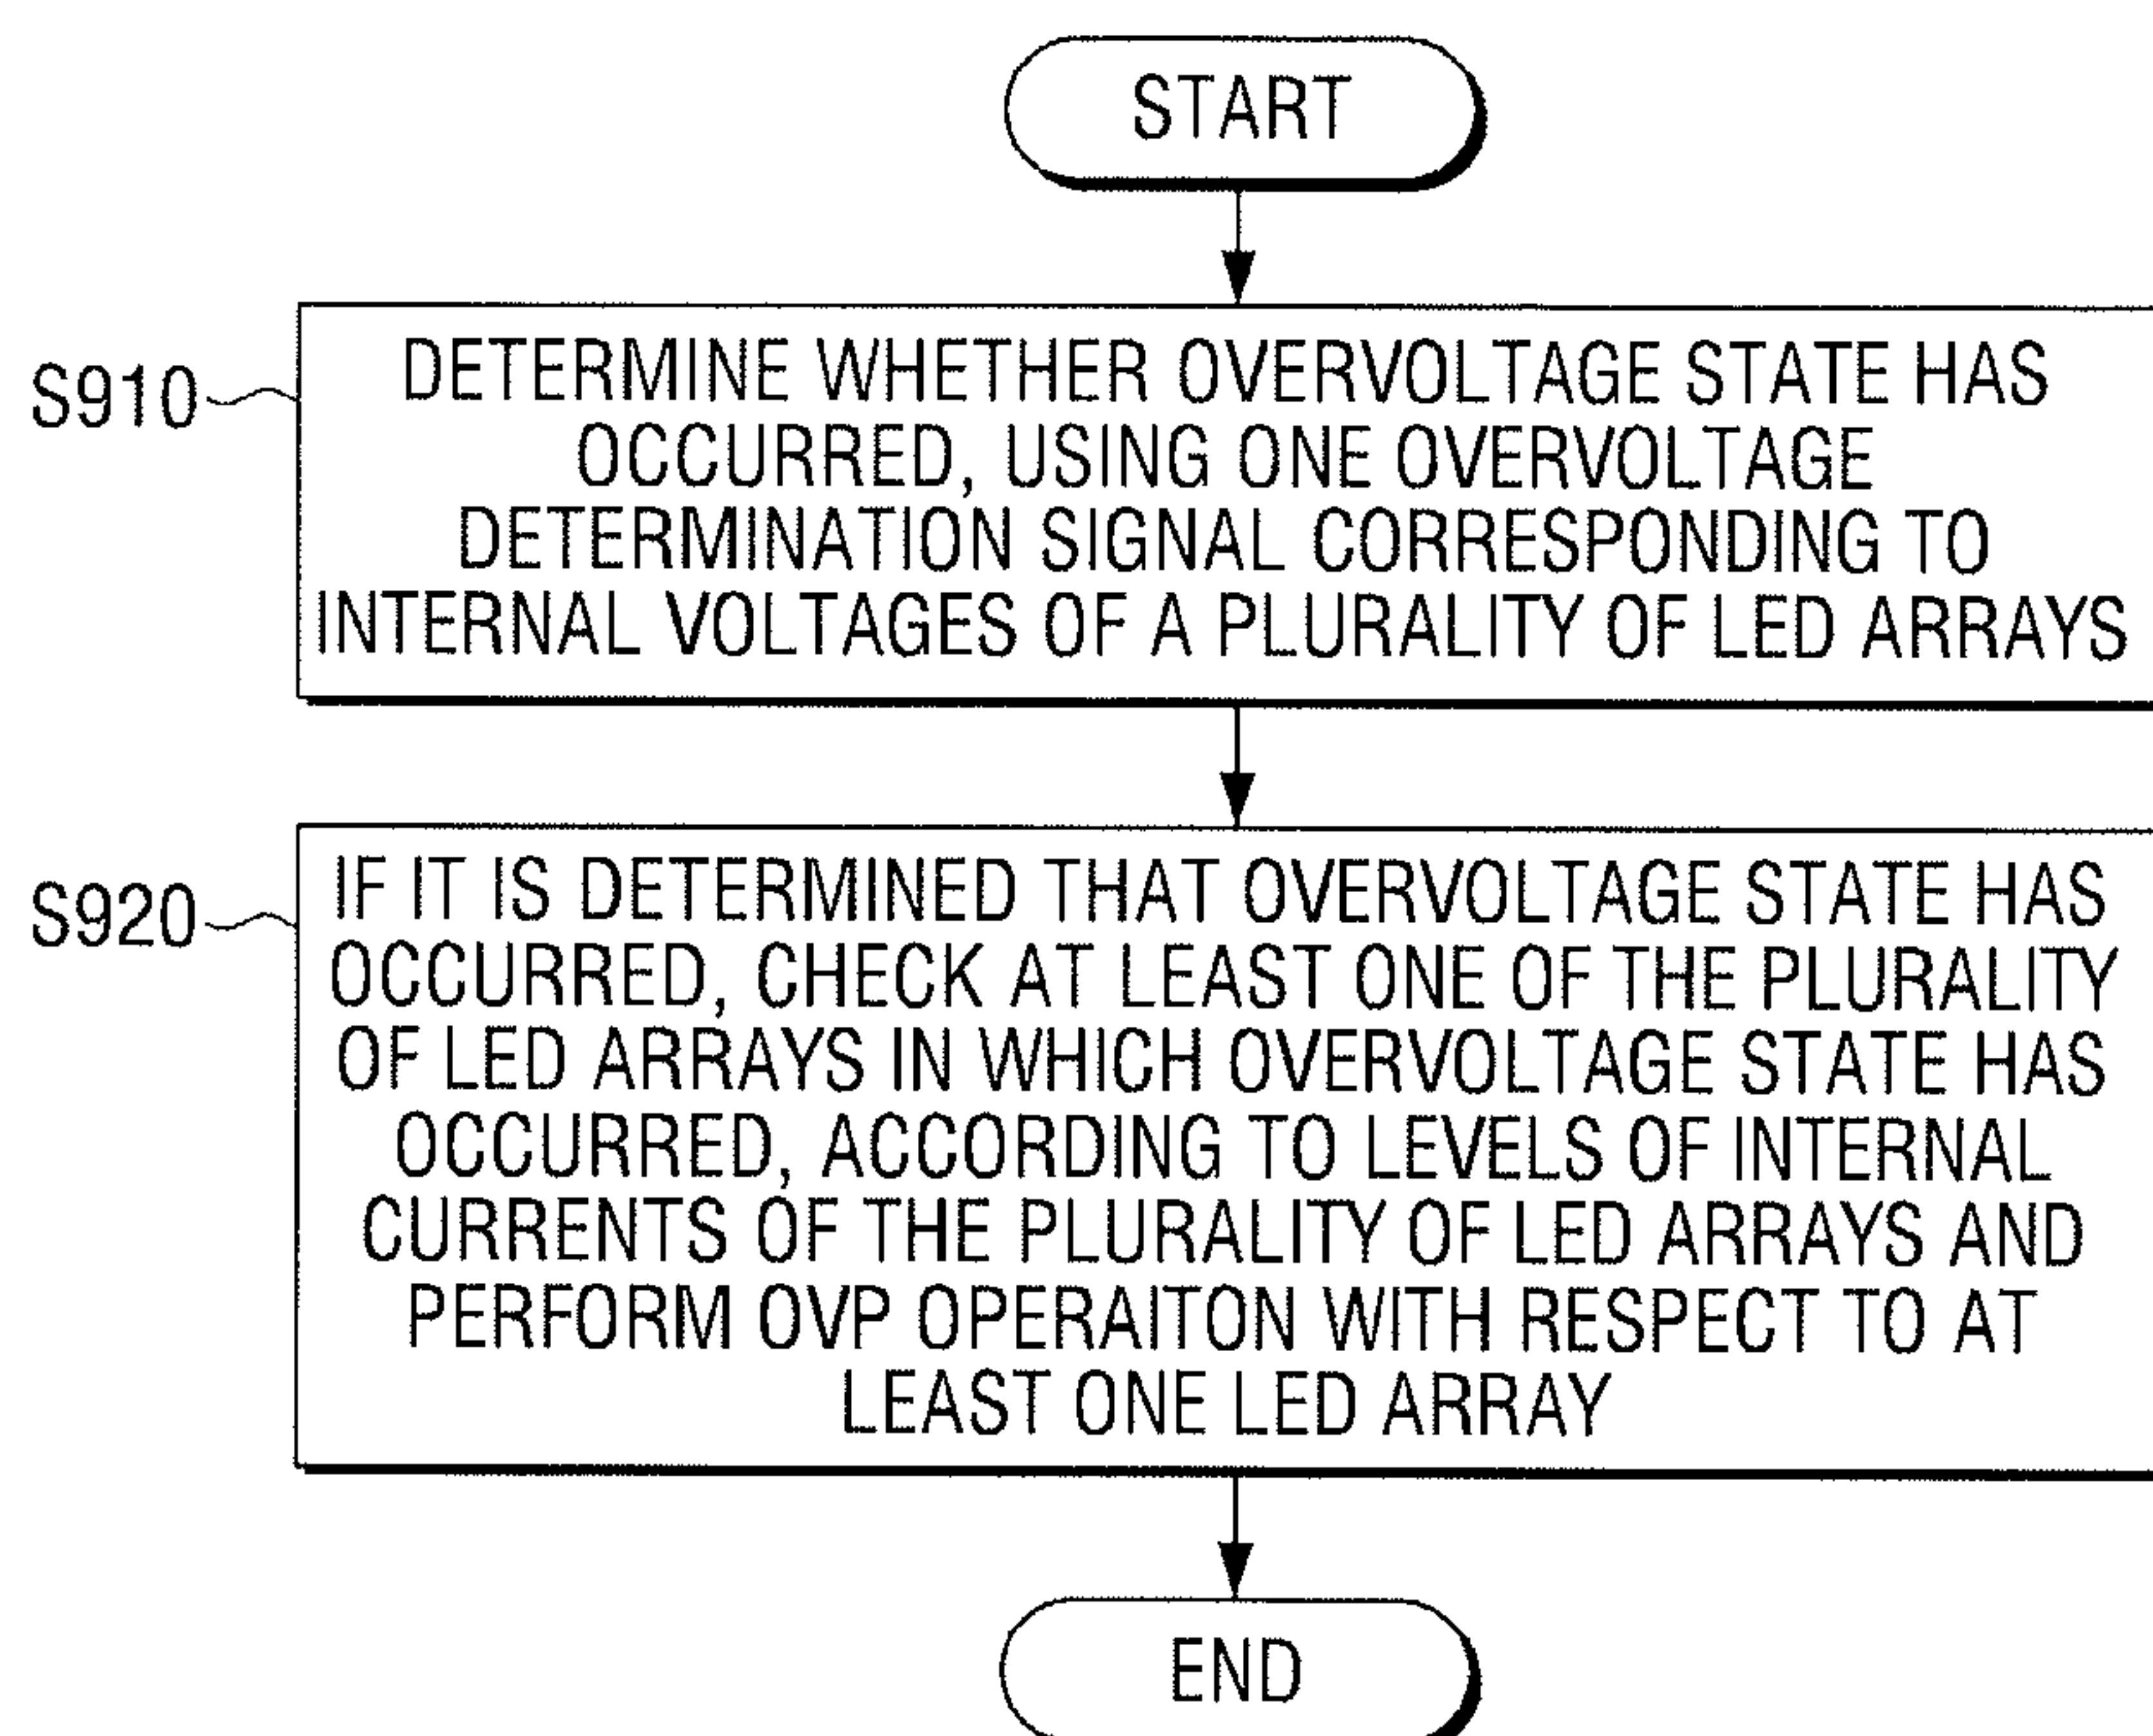 START
S910
DETERMINE WHETHER OVERVOLTAGE STATE HAS
OCCURRED, USING ONE OVERVOLTAGE
DETERMINATION SIGNAL CORRESPONDING TO
INTERNAL VOLTAGES OF A PLURALITY OF LED ARRAYS
S920
IF IT IS DETERMINED THAT OVERVOLTAGE STATE HAS
OCCURRED, CHECK AT LEAST ONE OF THE PLURALITY
OF LED ARRAYS IN WHICH OVERVOLTAGE STATE HAS
OCCURRED, ACCORDING TO LEVELS OF INTERNAL
CURRENTS OF THE PLURALITY OF LED ARRAYS AND
PERFORM OVP OPERAITON WITH RESPECT TO AT
LEAST ONE LED ARRAY
END